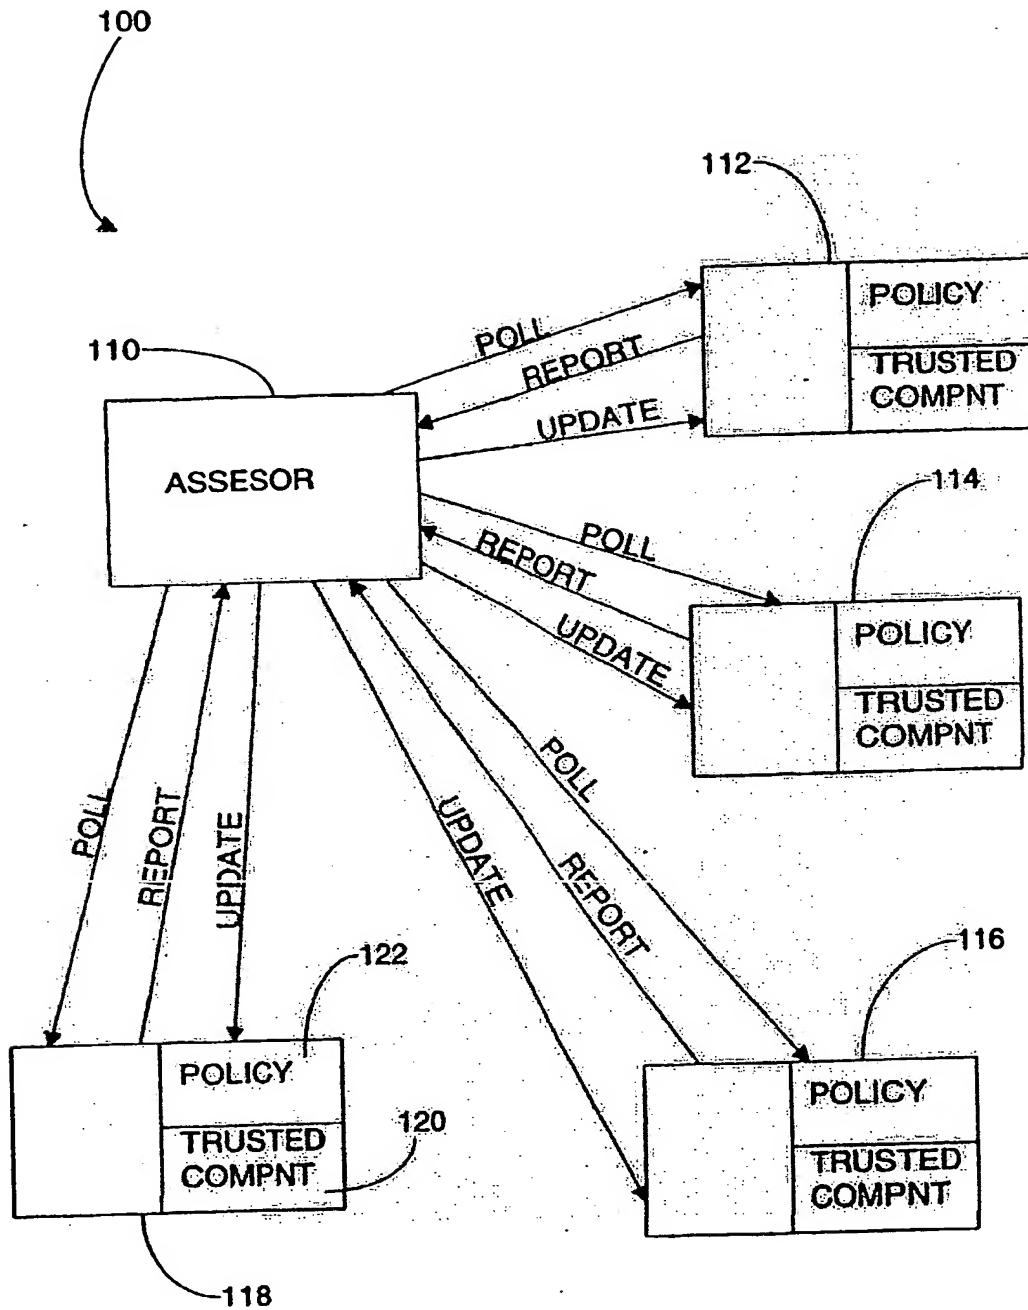 100
112
POLICY
TRUSTED
COMPNT
POLL
REPORT
UPDATE
110
ASSESOR
114
POLICY
TRUSTED
COMPNT
POLL
REPORT
UPDATE
POLL
REPORT
UPDATE
UPDATE
REPORT
POLL
116
POLICY
TRUSTED
COMPNT
122
POLICY
120
TRUSTED
COMPNT
118